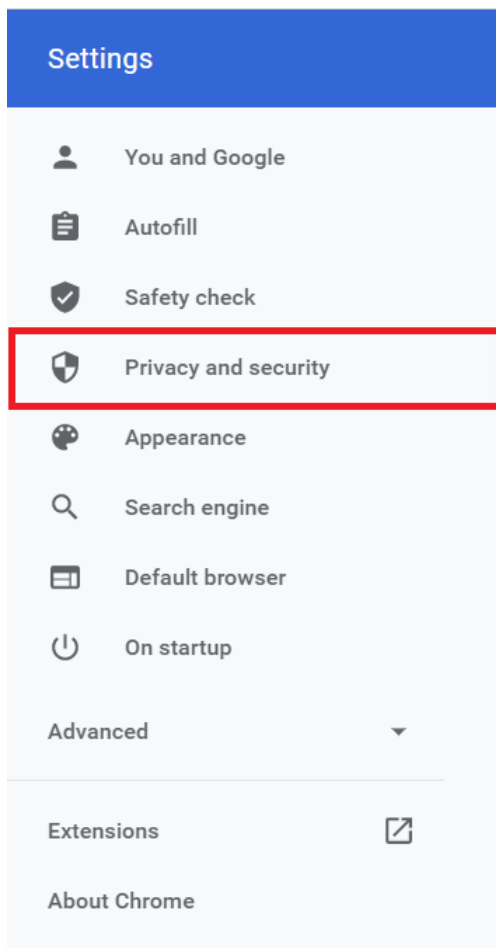 Settings
You and Google
Autofill
Safety check
Privacy and security
Appearance
Search engine
Default browser
On startup
Advanced
Extensions
About Chrome